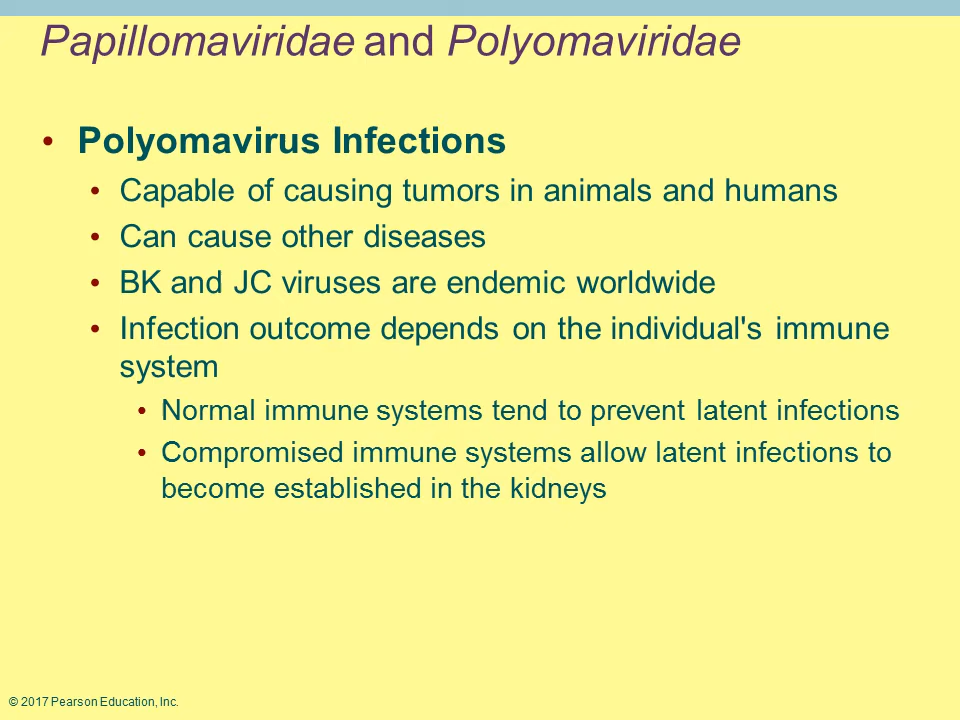 Papillomaviridae and Polyomaviridae
• Polyomavirus Infections
• Capable of causing tumors in animals and humans
• Can cause other diseases
• BK and JC viruses are endemic worldwide
• Infection outcome depends on the individual's immune
system
• Normal immune systems tend to prevent latent infections
• Compromised immune systems allow latent infections to
become established in the kidneys
© 2017 Pearson Education, Inc.